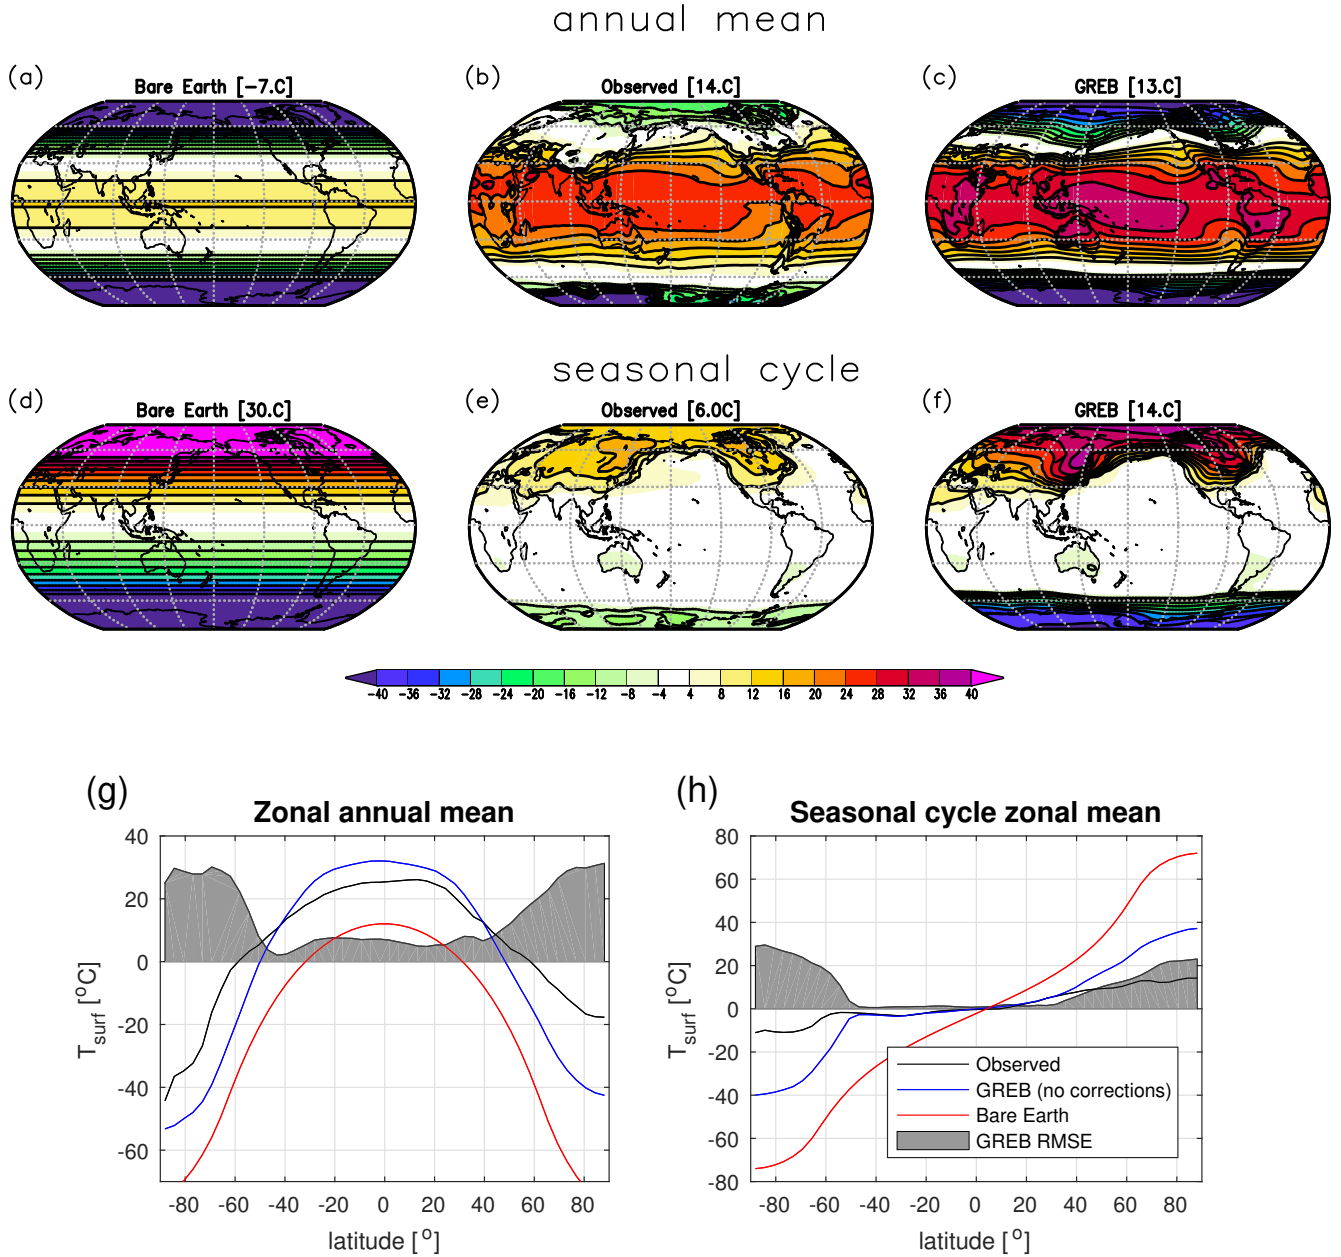 annual mean
(a)
Bare Earth [-7.C]
(b)
Observed [14.C]
(c)
GREB [13.C]
seasonal cycle
(d)
Bare Earth [30.C]
(e)
Observed [6.0C]
(f)
GREB [14.C]
-40 -36 -32 -28 -24 -20 -16 -12 -8 -4 4 8 12 16 20 24 28 32 36 40
(g)
Zonal annual mean
40
20
0
-20
-40
-60
T_surf [°C]
-80 -60 -40 -20 0 20 40 60 80
latitude [°]
(h)
Seasonal cycle zonal mean
80
60
40
20
0
-20
-40
-60
-80
T_surf [°C]
Observed
GREB (no corrections)
Bare Earth
GREB RMSE
-80 -60 -40 -20 0 20 40 60 80
latitude [°]